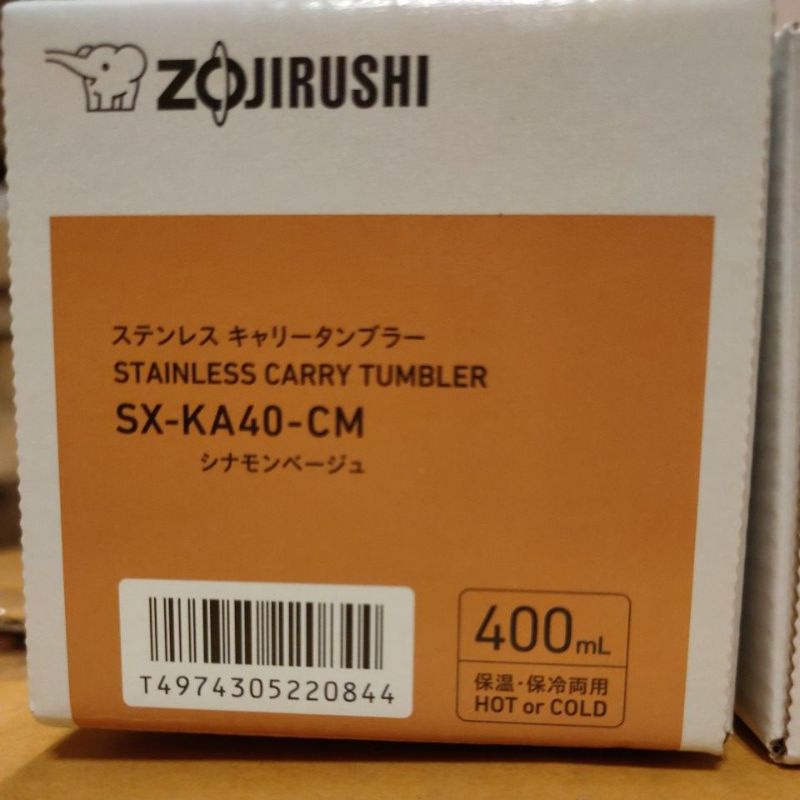 ZOJIRUSHI
ステンレス キャリータンブラー
STAINLESS CARRY TUMBLER
SX-KA40-CM
シナモンベージュ
T4974305220844
400mL
保温・保冷両用
HOT or COLD